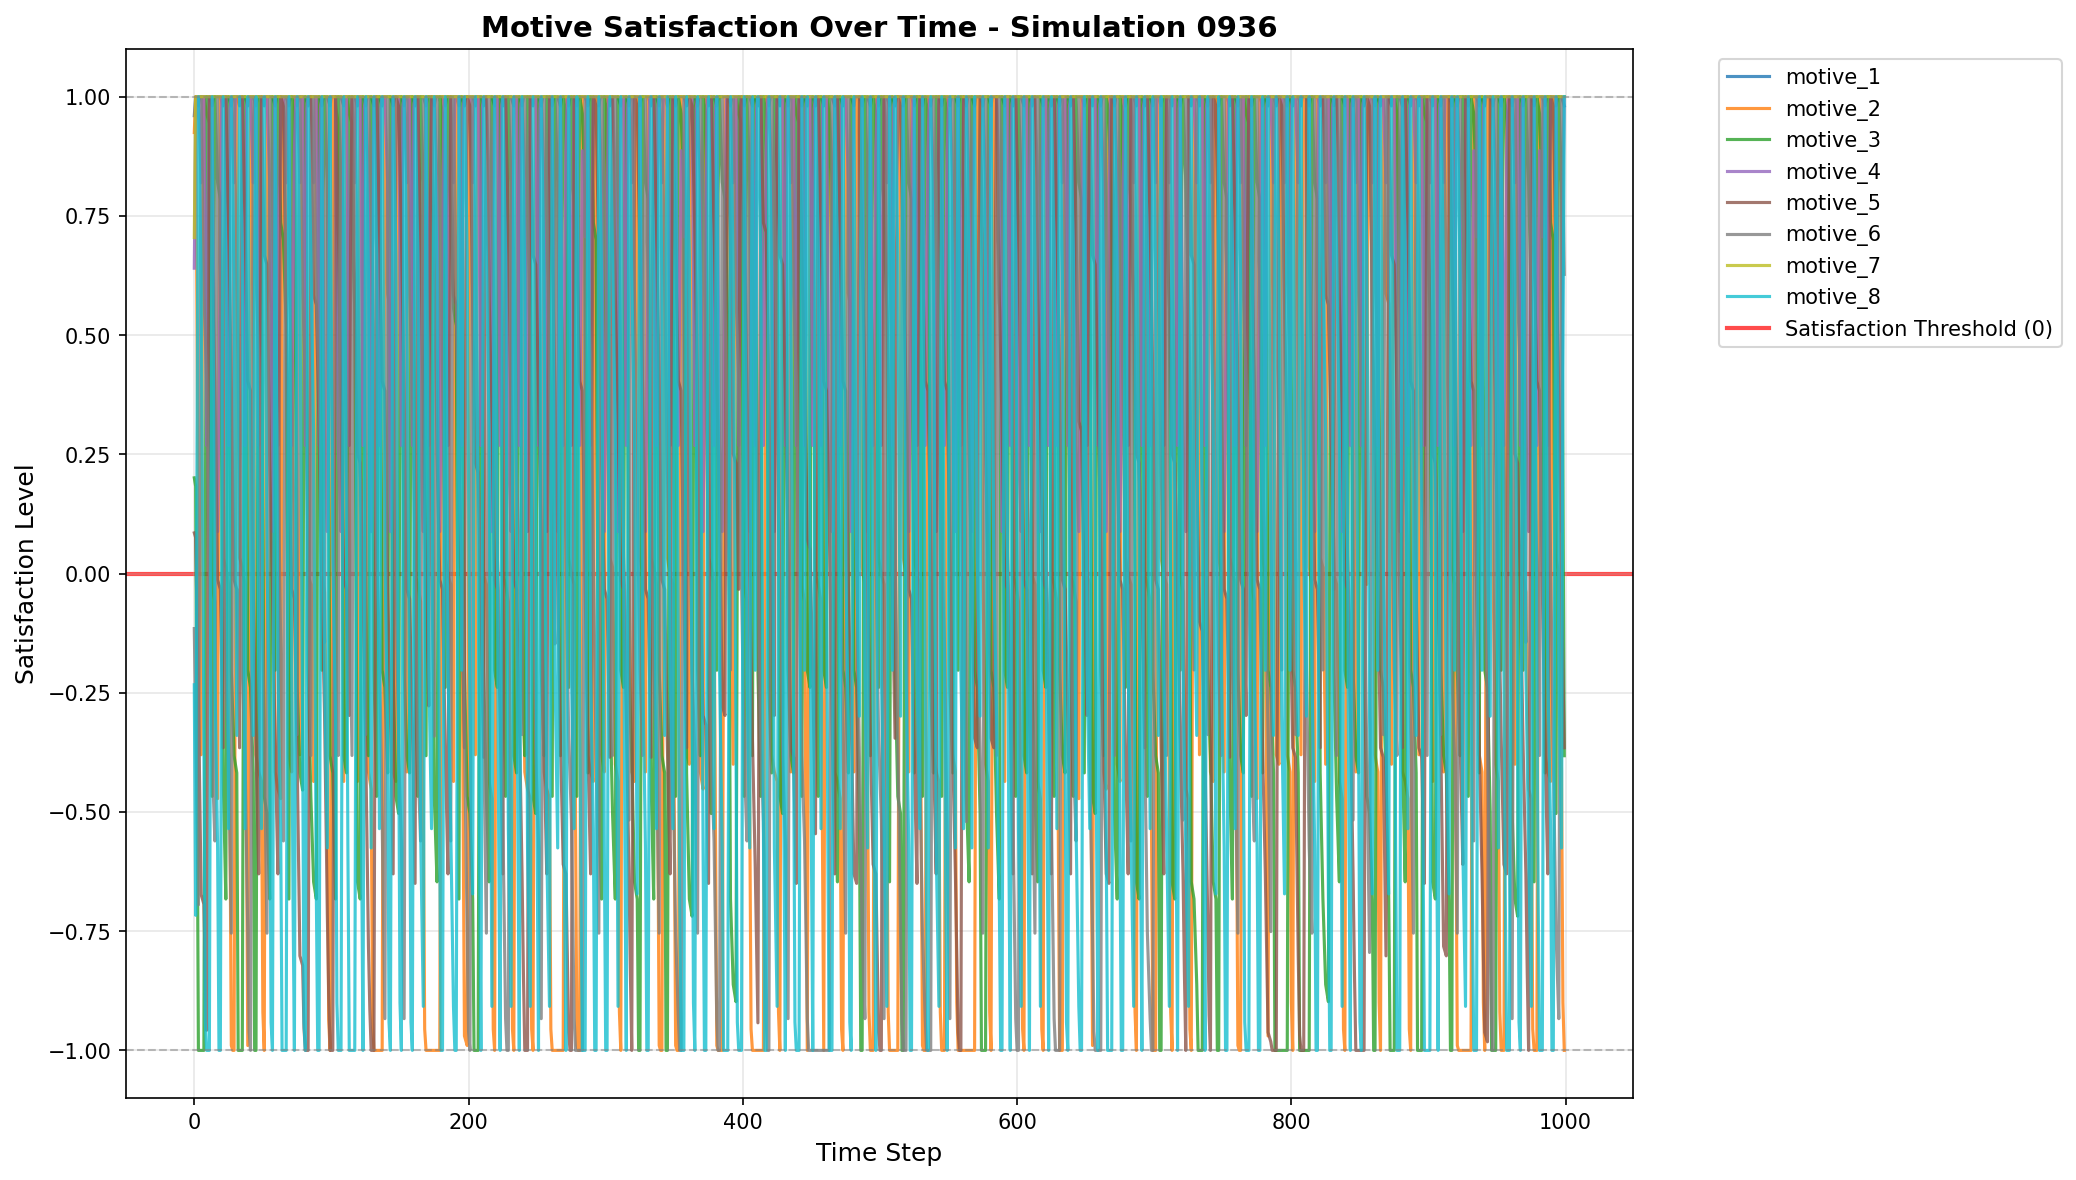 Motive Satisfaction Over Time - Simulation 0936
1.00
0.75
0.50
0.25
0.00
−0.25
−0.50
−0.75
−1.00
Satisfaction Level
0
200
400
600
800
1000
Time Step
motive_1
motive_2
motive_3
motive_4
motive_5
motive_6
motive_7
motive_8
Satisfaction Threshold (0)